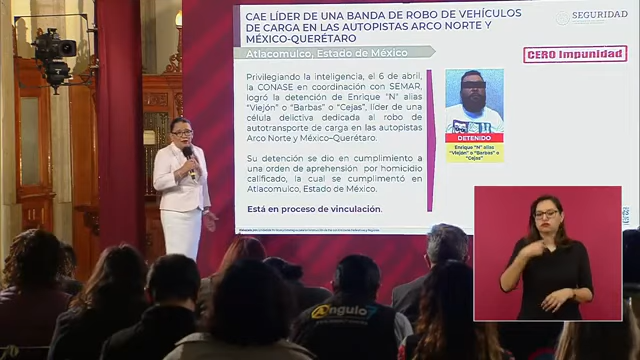 CAE LÍDER DE UNA BANDA DE ROBO DE VEHÍCULOS
DE CARGA EN LAS AUTOPISTAS ARCO NORTE Y
MÉXICO-QUERÉTARO
SEGURIDAD
CERO Impunidad
Atlacomulco, Estado de México
Privilegiando la inteligencia, el 6 de abril,
la CONASE en coordinación con SEMAR,
logró la detención de Enrique "N" alias
"Viejón" o "Barbas" o "Cejas", líder de una
célula delictiva dedicada al robo de
autotransporte de carga en las autopistas
Arco Norte y México–Querétaro.
Su detención se dio en cumplimiento a
una orden de aprehensión por homicidio
calificado, la cual se cumplimentó en
Atlacomulco, Estado de México.
Está en proceso de vinculación.
DETENIDO
Enrique "N" alias
"Viejón" o "Barbas" o
"Cejas"
Angulo7